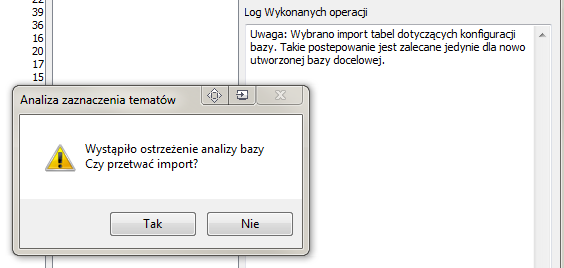 22
39
36
16
20
17
15
Log Wykonanych operacji
Uwaga: Wybrano import tabel dotyczących konfiguracji
bazy. Takie postepowanie jest zalecane jedynie dla nowo
utworzonej bazy docelowej.
Analiza zaznaczenia tematów
Wystąpiło ostrzeżenie analizy bazy
Czy przetwać import?
Tak
Nie